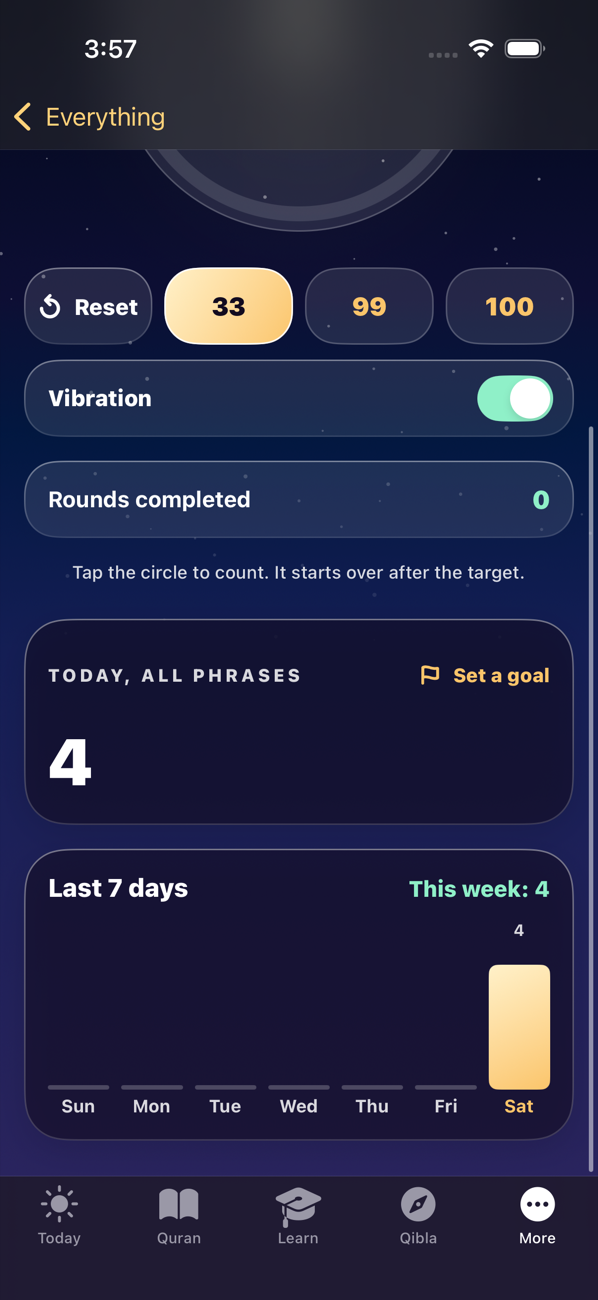 3:57
Everything
Reset 33 99 100
Vibration
Rounds completed 0
Tap the circle to count. It starts over after the target.
TODAY, ALL PHRASES Set a goal
4
Last 7 days This week: 4
4
Sun Mon Tue Wed Thu Fri Sat
Today Quran Learn Qibla More